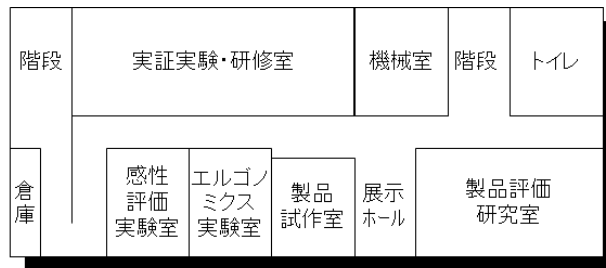 階段
実証実験・研修室
機械室
階段
トイレ
倉
庫
感性
評価
実験室
エルゴノ
ミクス
実験室
製品
試作室
展示
ホール
製品評価
研究室